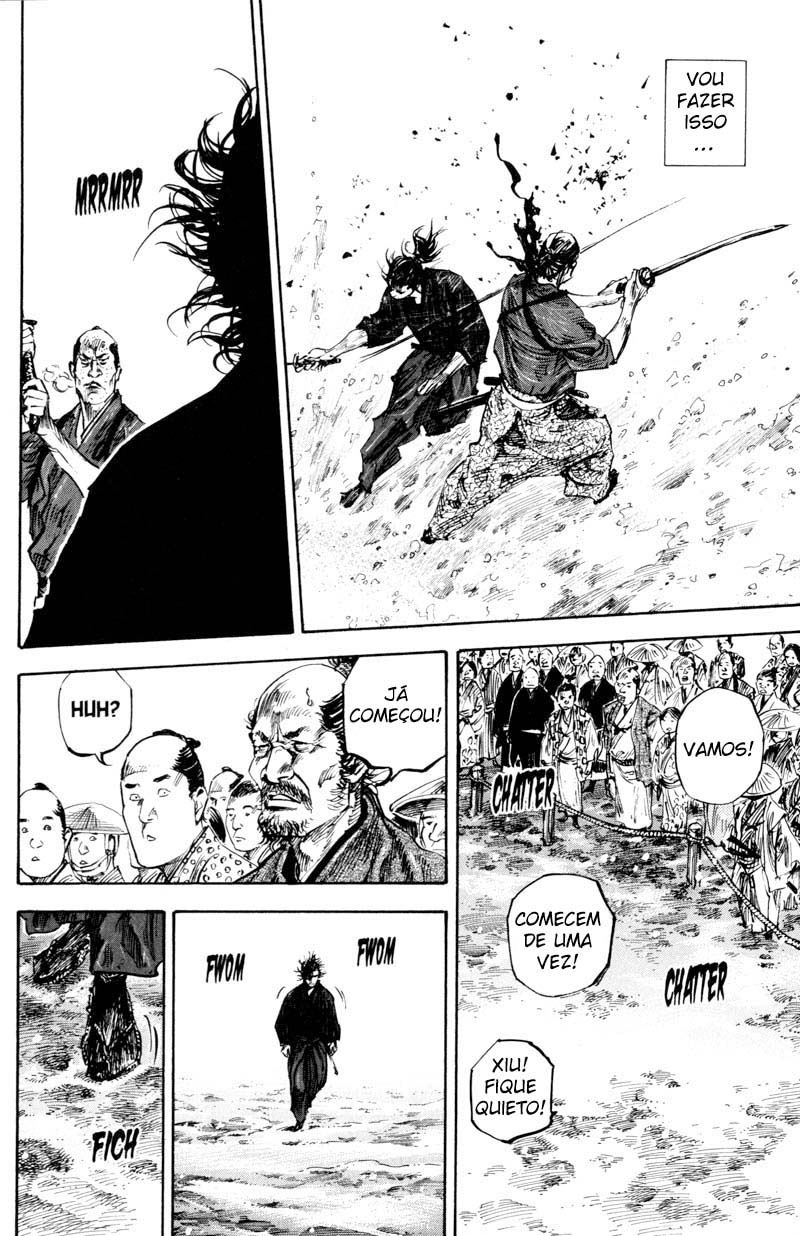 VOU
FAZER
ISSO
...
MRRMRR
VAMOS!
CHATTER
COMECEM
DE UMA
VEZ!
CHATTER
XIU!
FIQUE
QUIETO!
JÁ
COMEÇOU!
HUH?
FWOM
FWOM
FICH